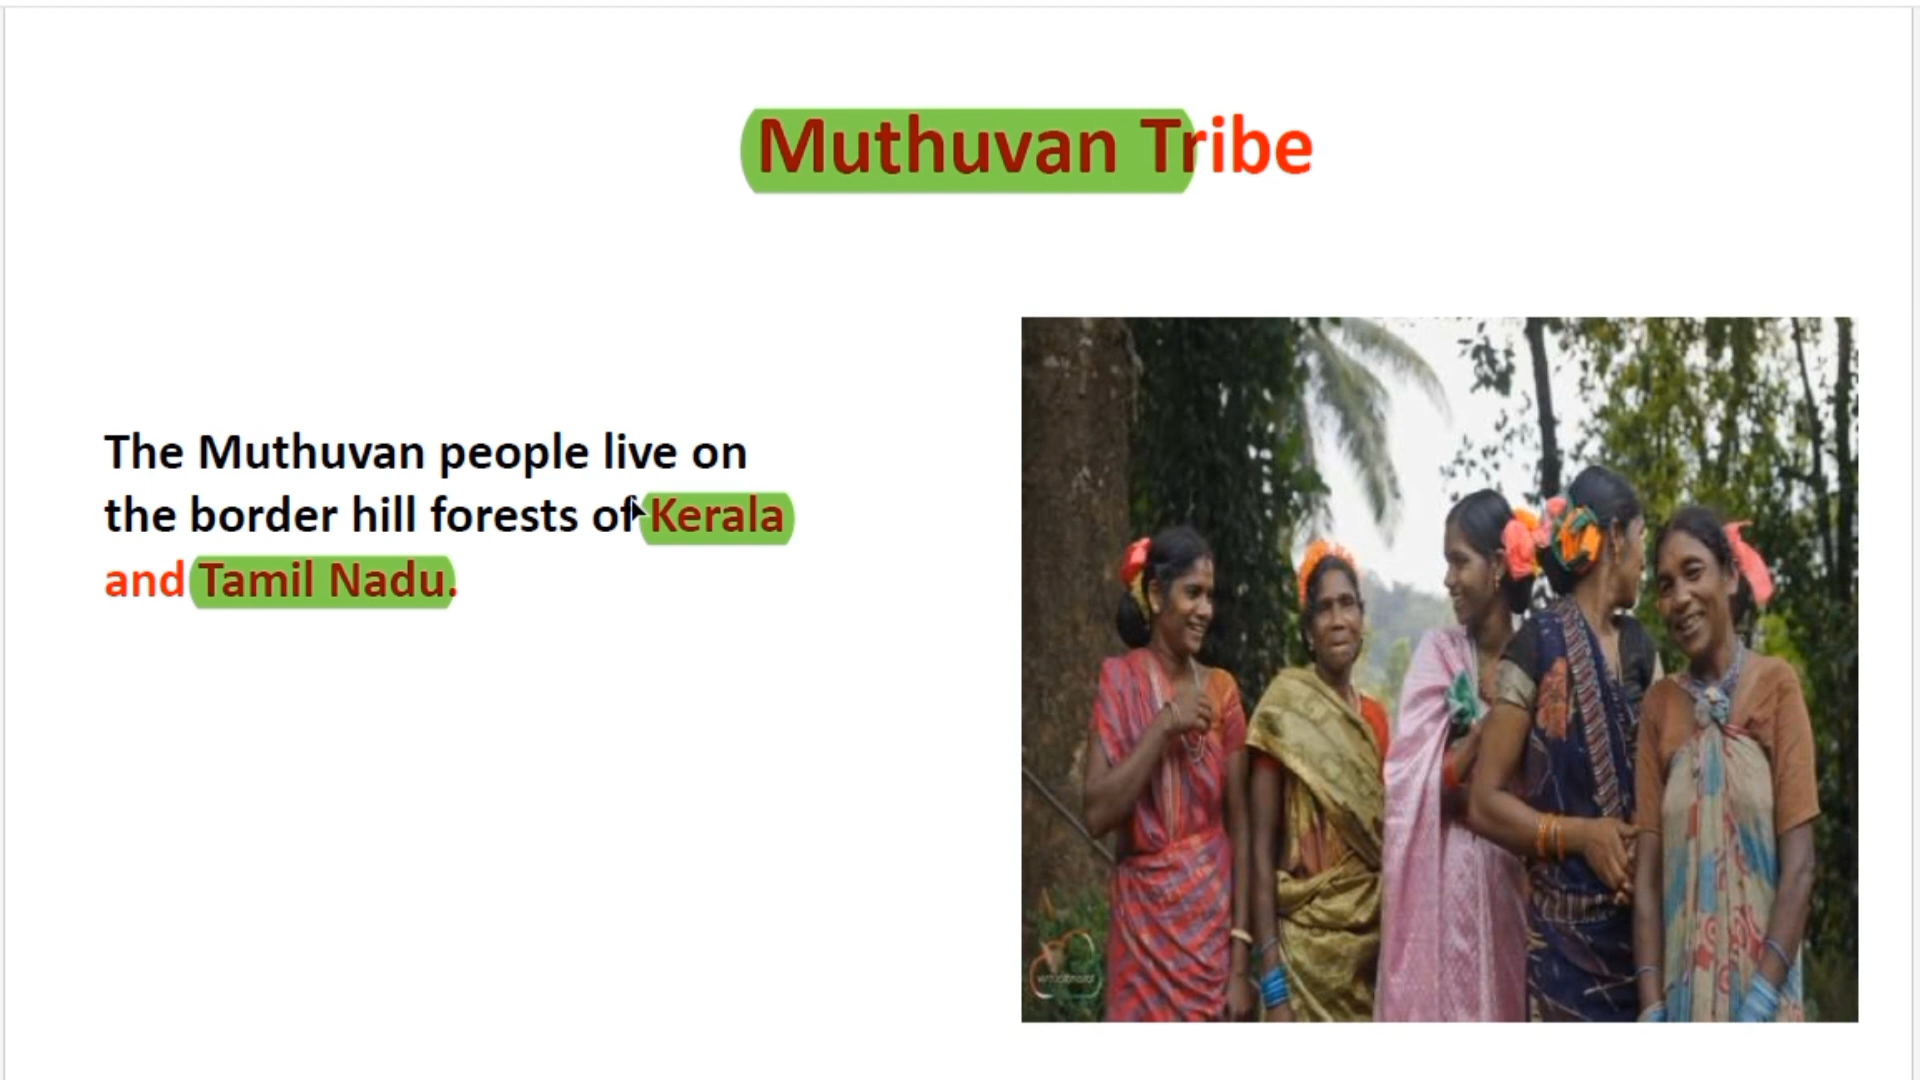 Muthuvan Tribe
The Muthuvan people live on
the border hill forests of Kerala
and Tamil Nadu.